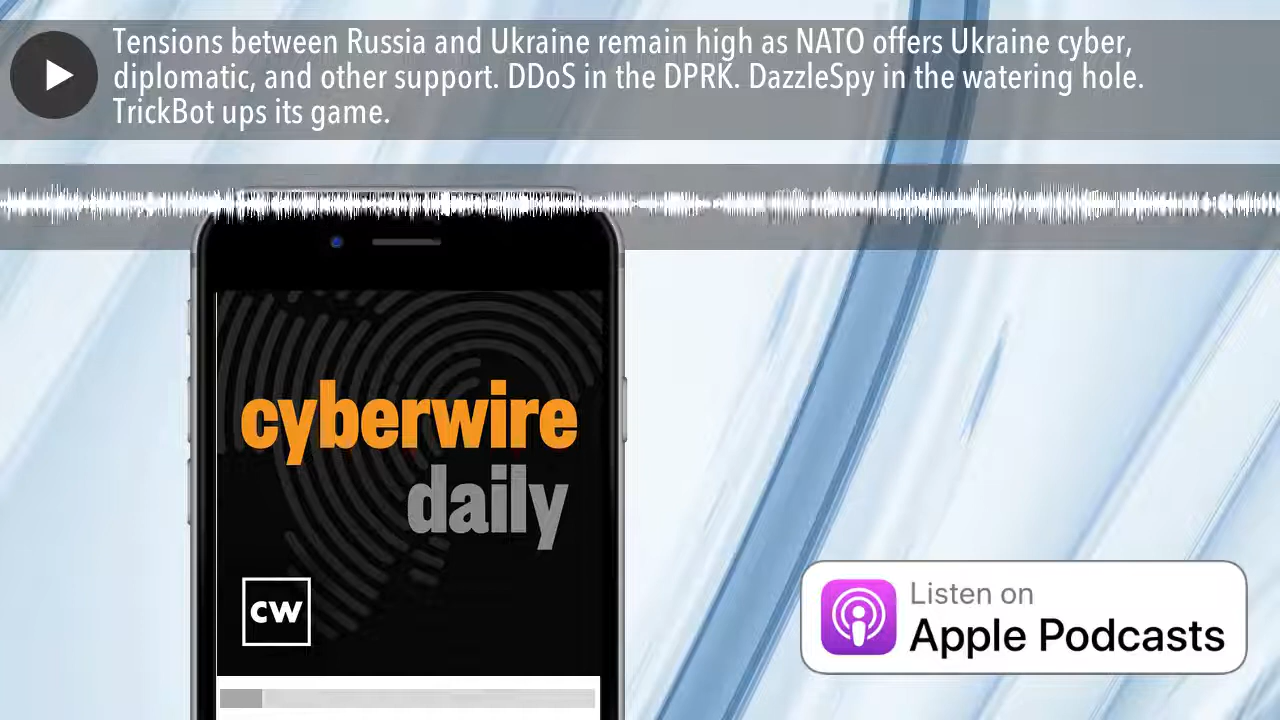 Tensions between Russia and Ukraine remain high as NATO offers Ukraine cyber,
diplomatic, and other support. DDoS in the DPRK. DazzleSpy in the watering hole.
TrickBot ups its game.
cyberwire
daily
CW
Listen on
Apple Podcasts